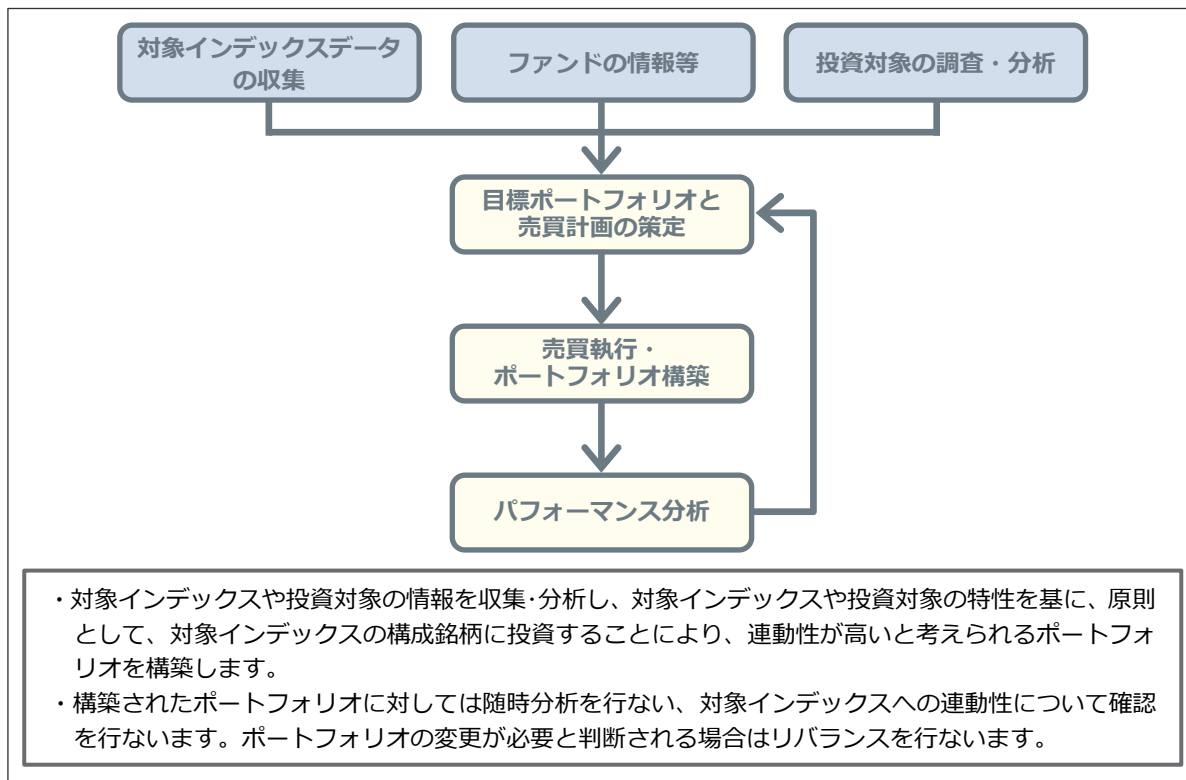 対象インデックスデータ
の収集
ファンドの情報等
投資対象の調査・分析
目標ポートフォリオと
売買計画の策定
売買執行・
ポートフォリオ構築
パフォーマンス分析
・対象インデックスや投資対象の情報を収集･分析し、対象インデックスや投資対象の特性を基に、原則
として、対象インデックスの構成銘柄に投資することにより、連動性が高いと考えられるポートフォ
リオを構築します。
・構築されたポートフォリオに対しては随時分析を行ない、対象インデックスへの連動性について確認
を行ないます。ポートフォリオの変更が必要と判断される場合はリバランスを行ないます。